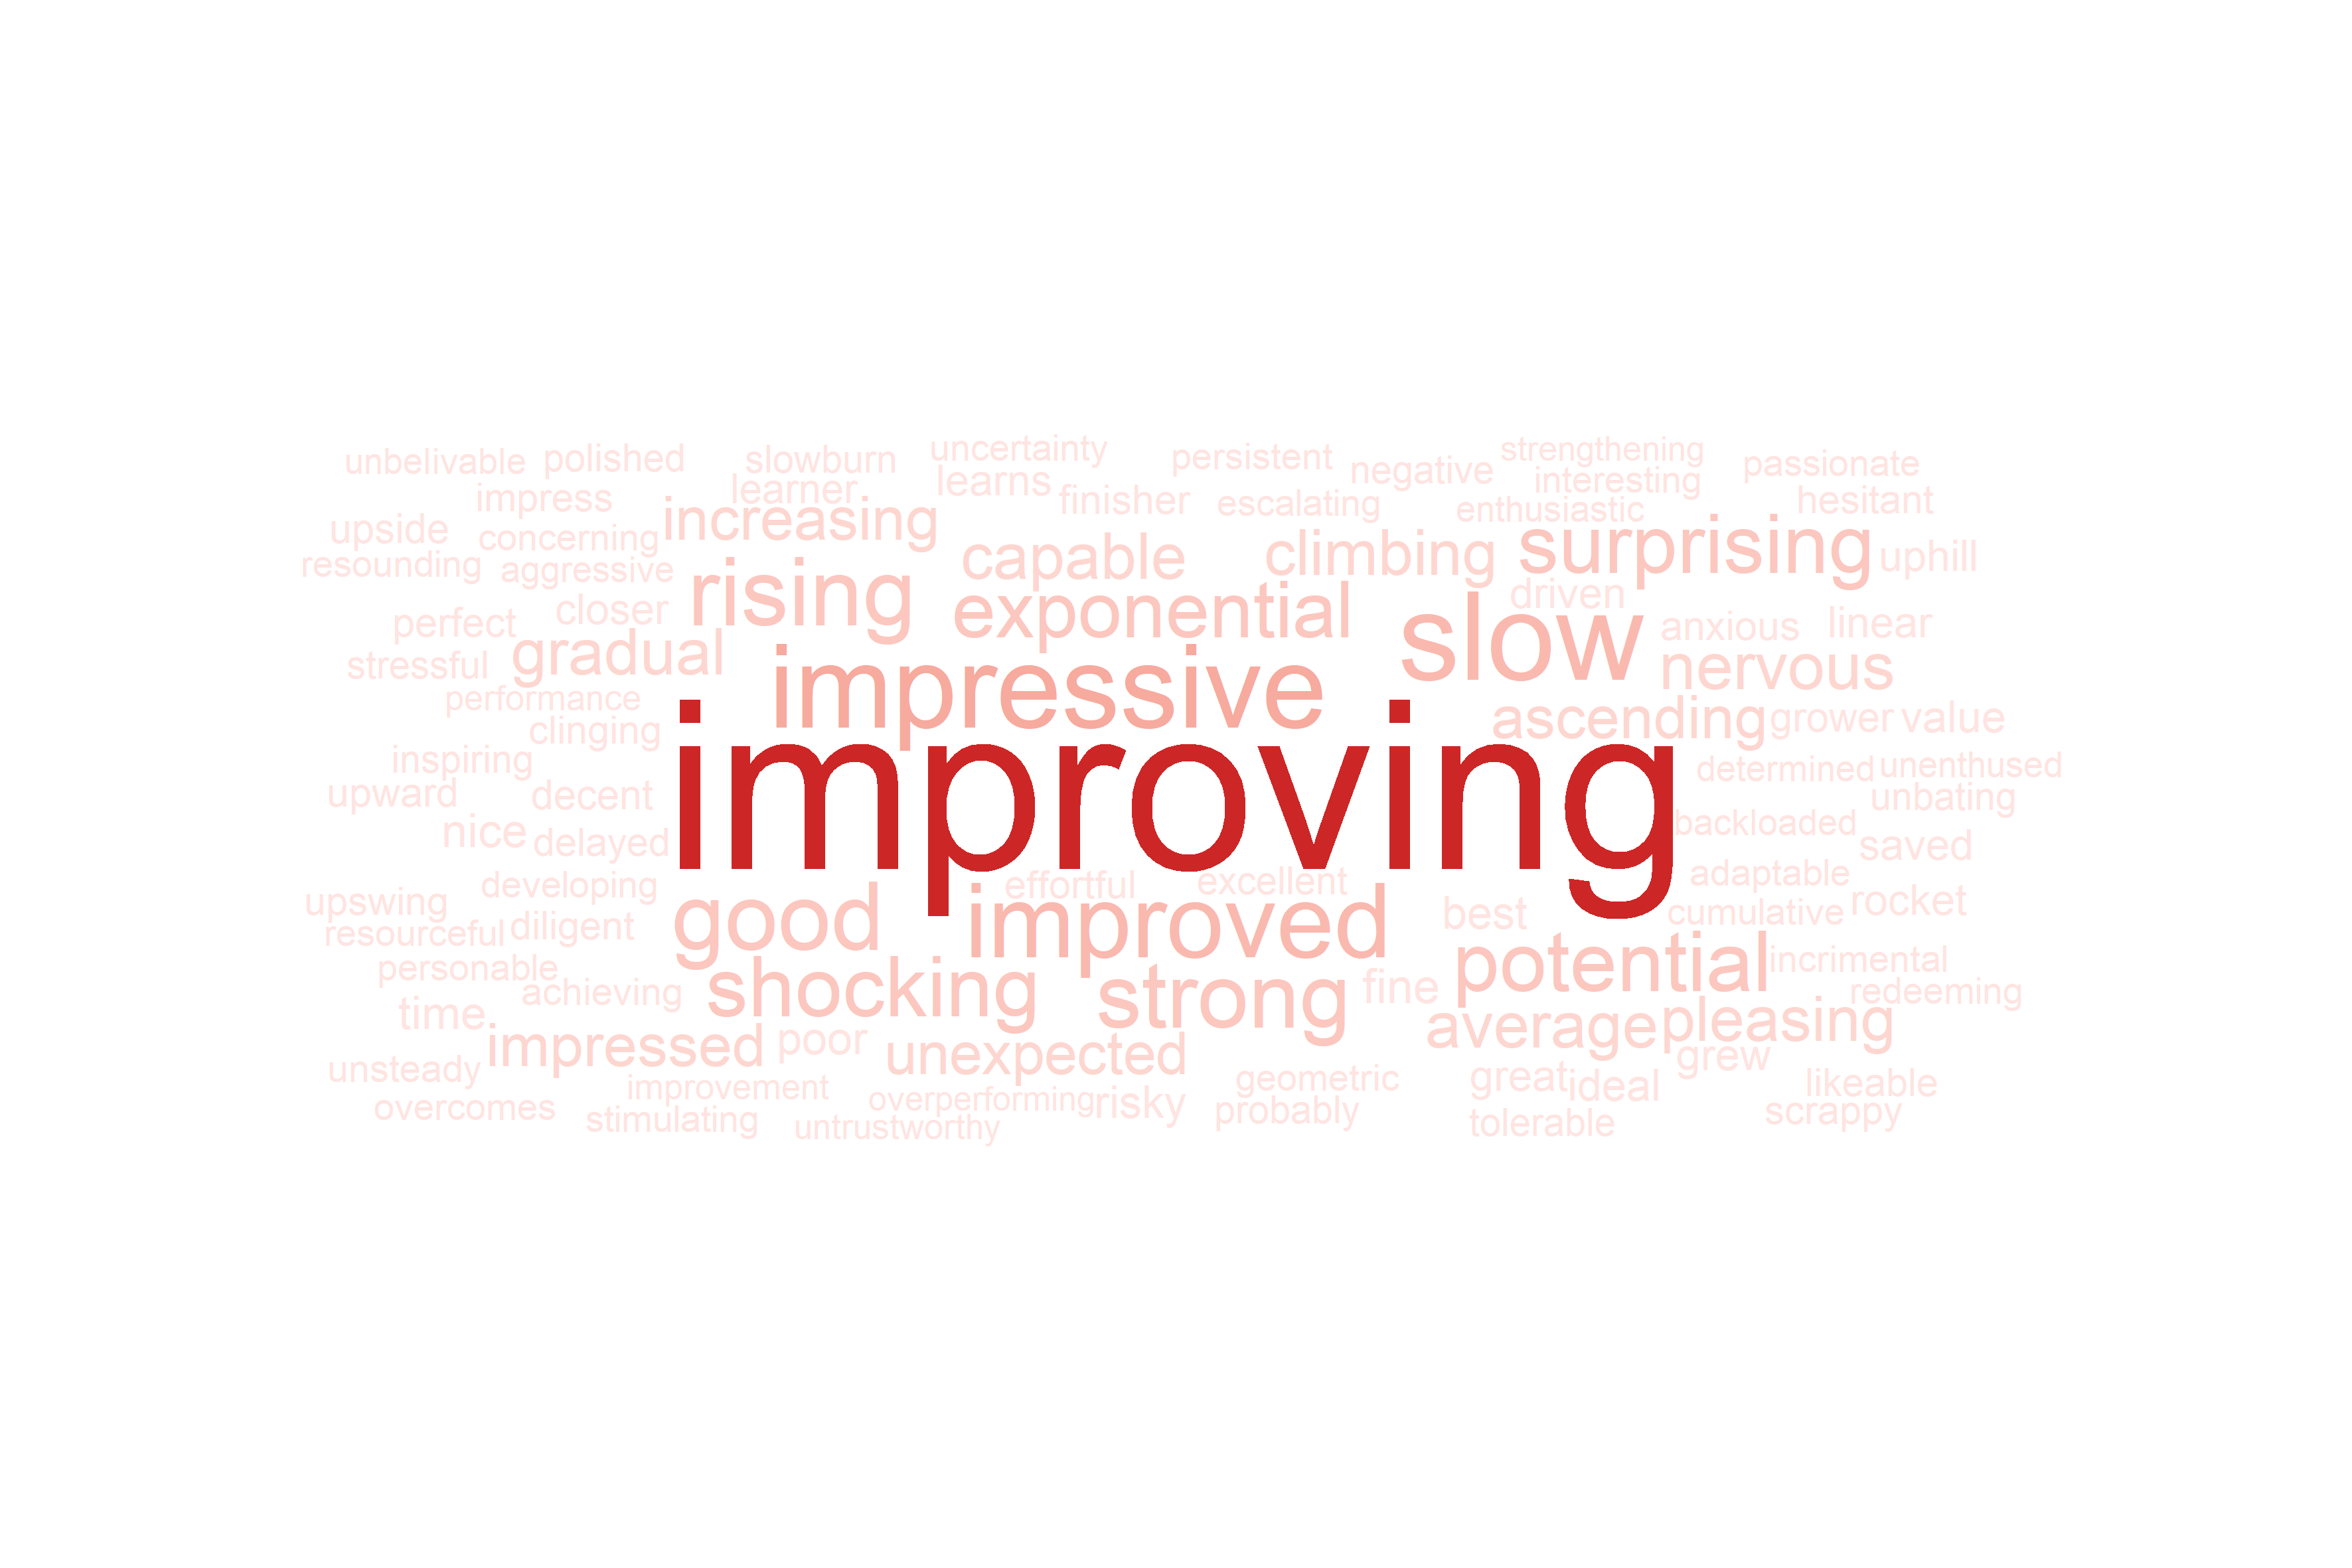 unbelivable polished slowburn uncertainty persistent negative strengthening passionate
impress learner learns finisher escalating interesting enthusiastic hesitant
upside concerning increasing capable climbing surprising uphill
resounding aggressive rising exponential driven
perfect closer gradual slow anxious linear
stressful impressive nervous
performance clinging ascending grower value
inspiring improving determined unenthused
upward decent unbating
nice delayed backloaded saved
developing effortful excellent adaptable
upswing diligent good improved best cumulative rocket
resourceful
personable achieving shocking strong fine potential incrimental
time redeeming
impressed poor unexpected average pleasing
unsteady improvement geometric great ideal grew likeable
overcomes stimulating overperforming risky probably tolerable scrappy
untrustworthy